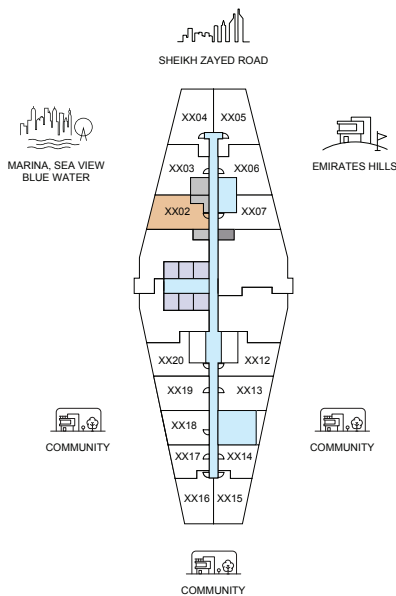 SHEIKH ZAYED ROAD
XX04 XX05
MARINA, SEA VIEW
BLUE WATER
XX03 XX06
EMIRATES HILLS
XX02 XX07
XX20 XX12
XX19 XX13
XX18
COMMUNITY
COMMUNITY
XX17 XX14
XX16 XX15
COMMUNITY